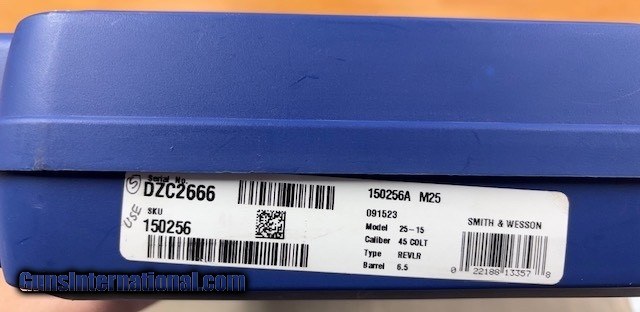 S
Serial No.
DZC2666
USE
SKU
150256
150256A M25
091523
Model 25-15
Caliber 45 COLT
Type REVLR
Barrel 6.5
SMITH & WESSON
0 22188 13357 8
GunsInternational.com